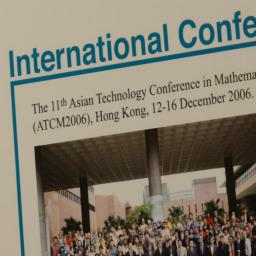 International Confe
The 11th Asian Technology Conference in Mathema
(ATCM2006), Hong Kong, 12-16 December 2006.